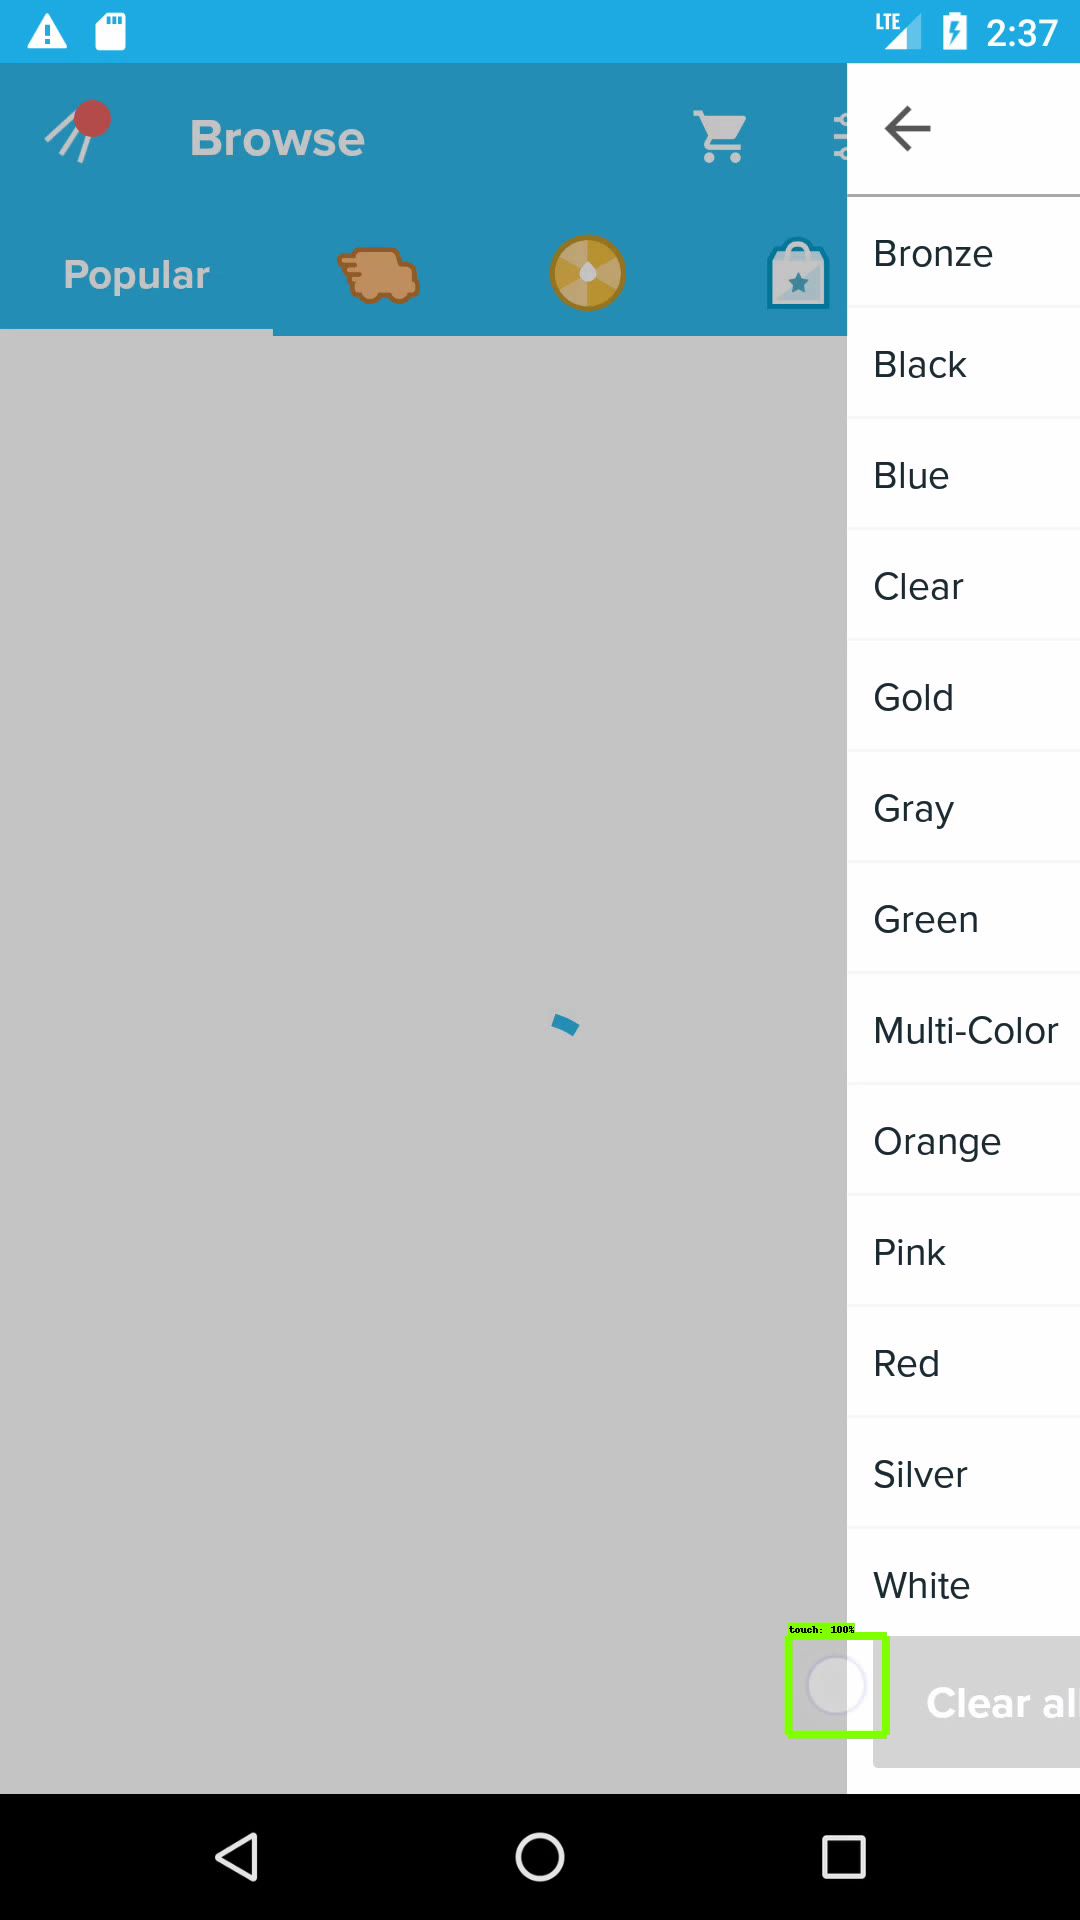 LTE 2:37
Browse
Popular
Bronze
Black
Blue
Clear
Gold
Gray
Green
Multi-Color
Orange
Pink
Red
Silver
White
touch: 100%
Clear all